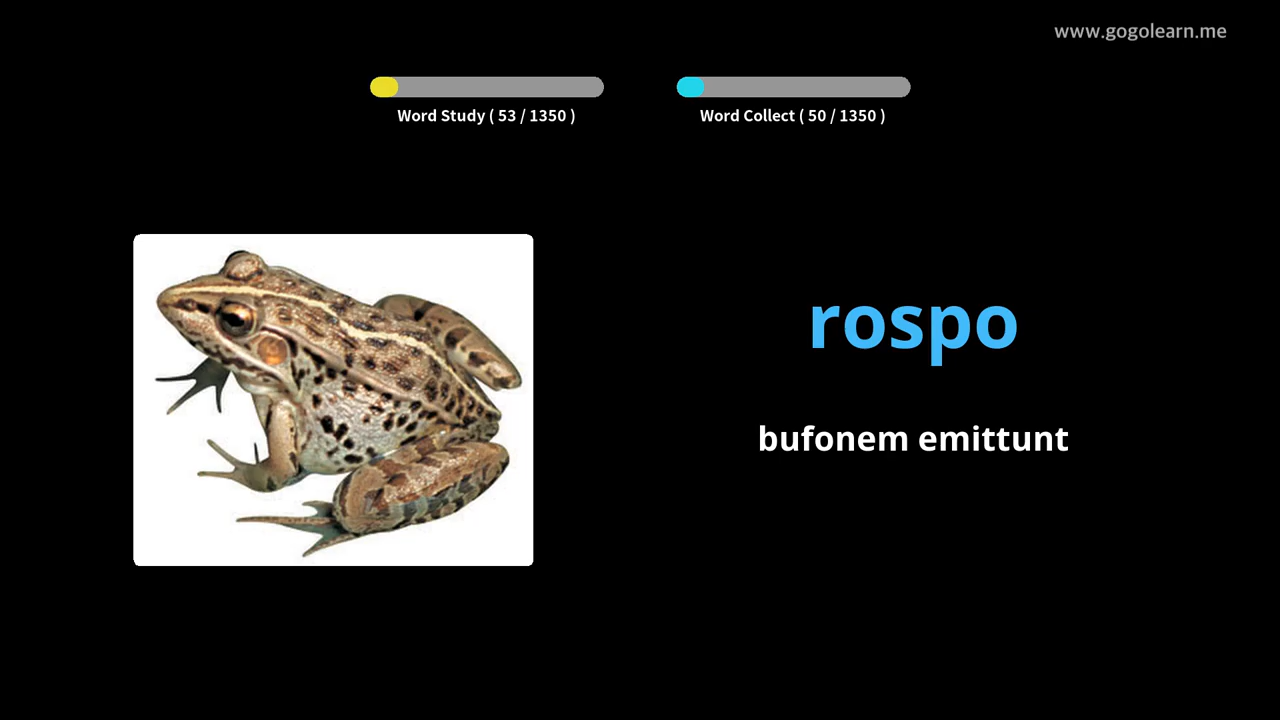 www.gogolearn.me
Word Study ( 53 / 1350 )
Word Collect ( 50 / 1350 )
rospo
bufonem emittunt